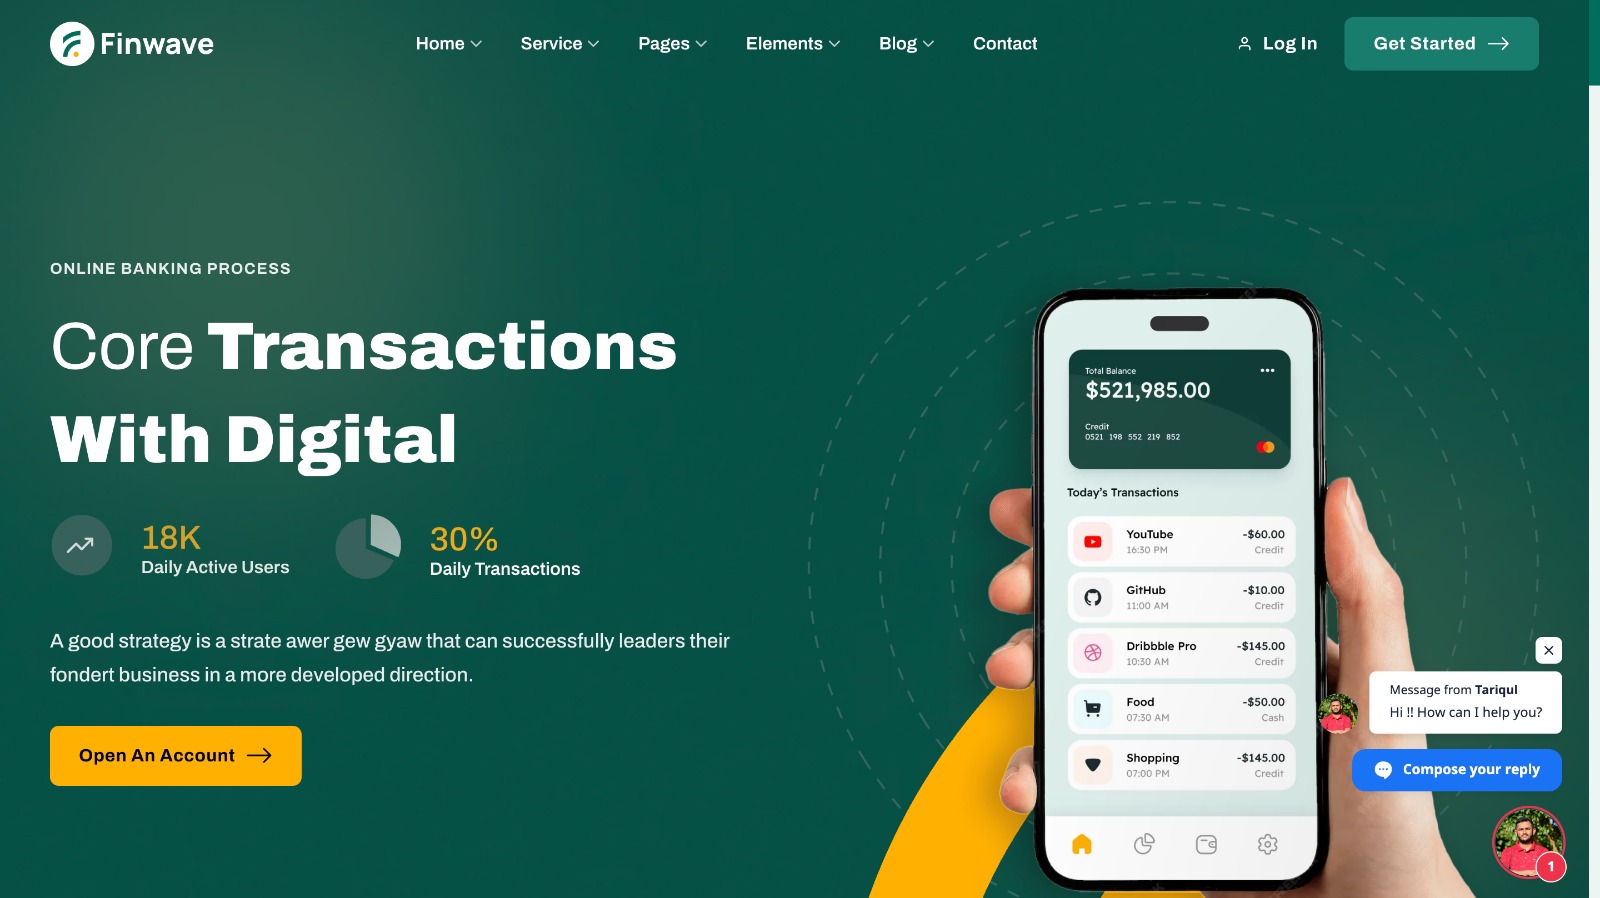 Finwave
Home
Service
Pages
Elements
Blog
Contact
Log In
Get Started
ONLINE BANKING PROCESS
Core Transactions
With Digital
18K
Daily Active Users
30%
Daily Transactions
A good strategy is a strate awer gew gyaw that can successfully leaders their
fondert business in a more developed direction.
Open An Account
Total Balance
$521,985.00
Credit
0521 198 552 219 852
Today's Transactions
YouTube -$60.00
16:30 PM Credit
GitHub -$10.00
11:00 AM Credit
Dribbble Pro -$145.00
10:30 AM Credit
Food -$50.00
07:30 AM Cash
Shopping -$145.00
07:00 PM Credit
Message from Tariqul
Hi !! How can I help you?
Compose your reply
1